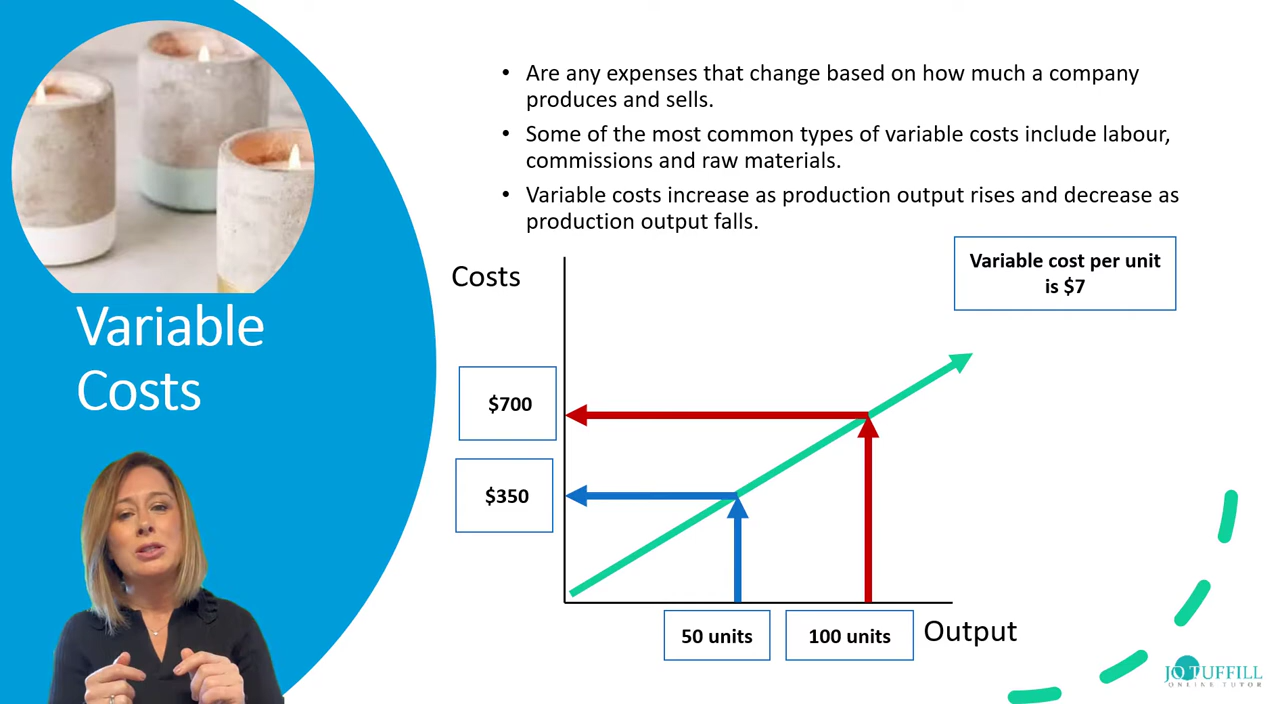 • Are any expenses that change based on how much a company
produces and sells.
• Some of the most common types of variable costs include labour,
commissions and raw materials.
• Variable costs increase as production output rises and decrease as
production output falls.
Variable
Costs
Costs
Variable cost per unit
is $7
$700
$350
50 units
100 units
Output
JO TUFFILL
ONLINE TUTOR